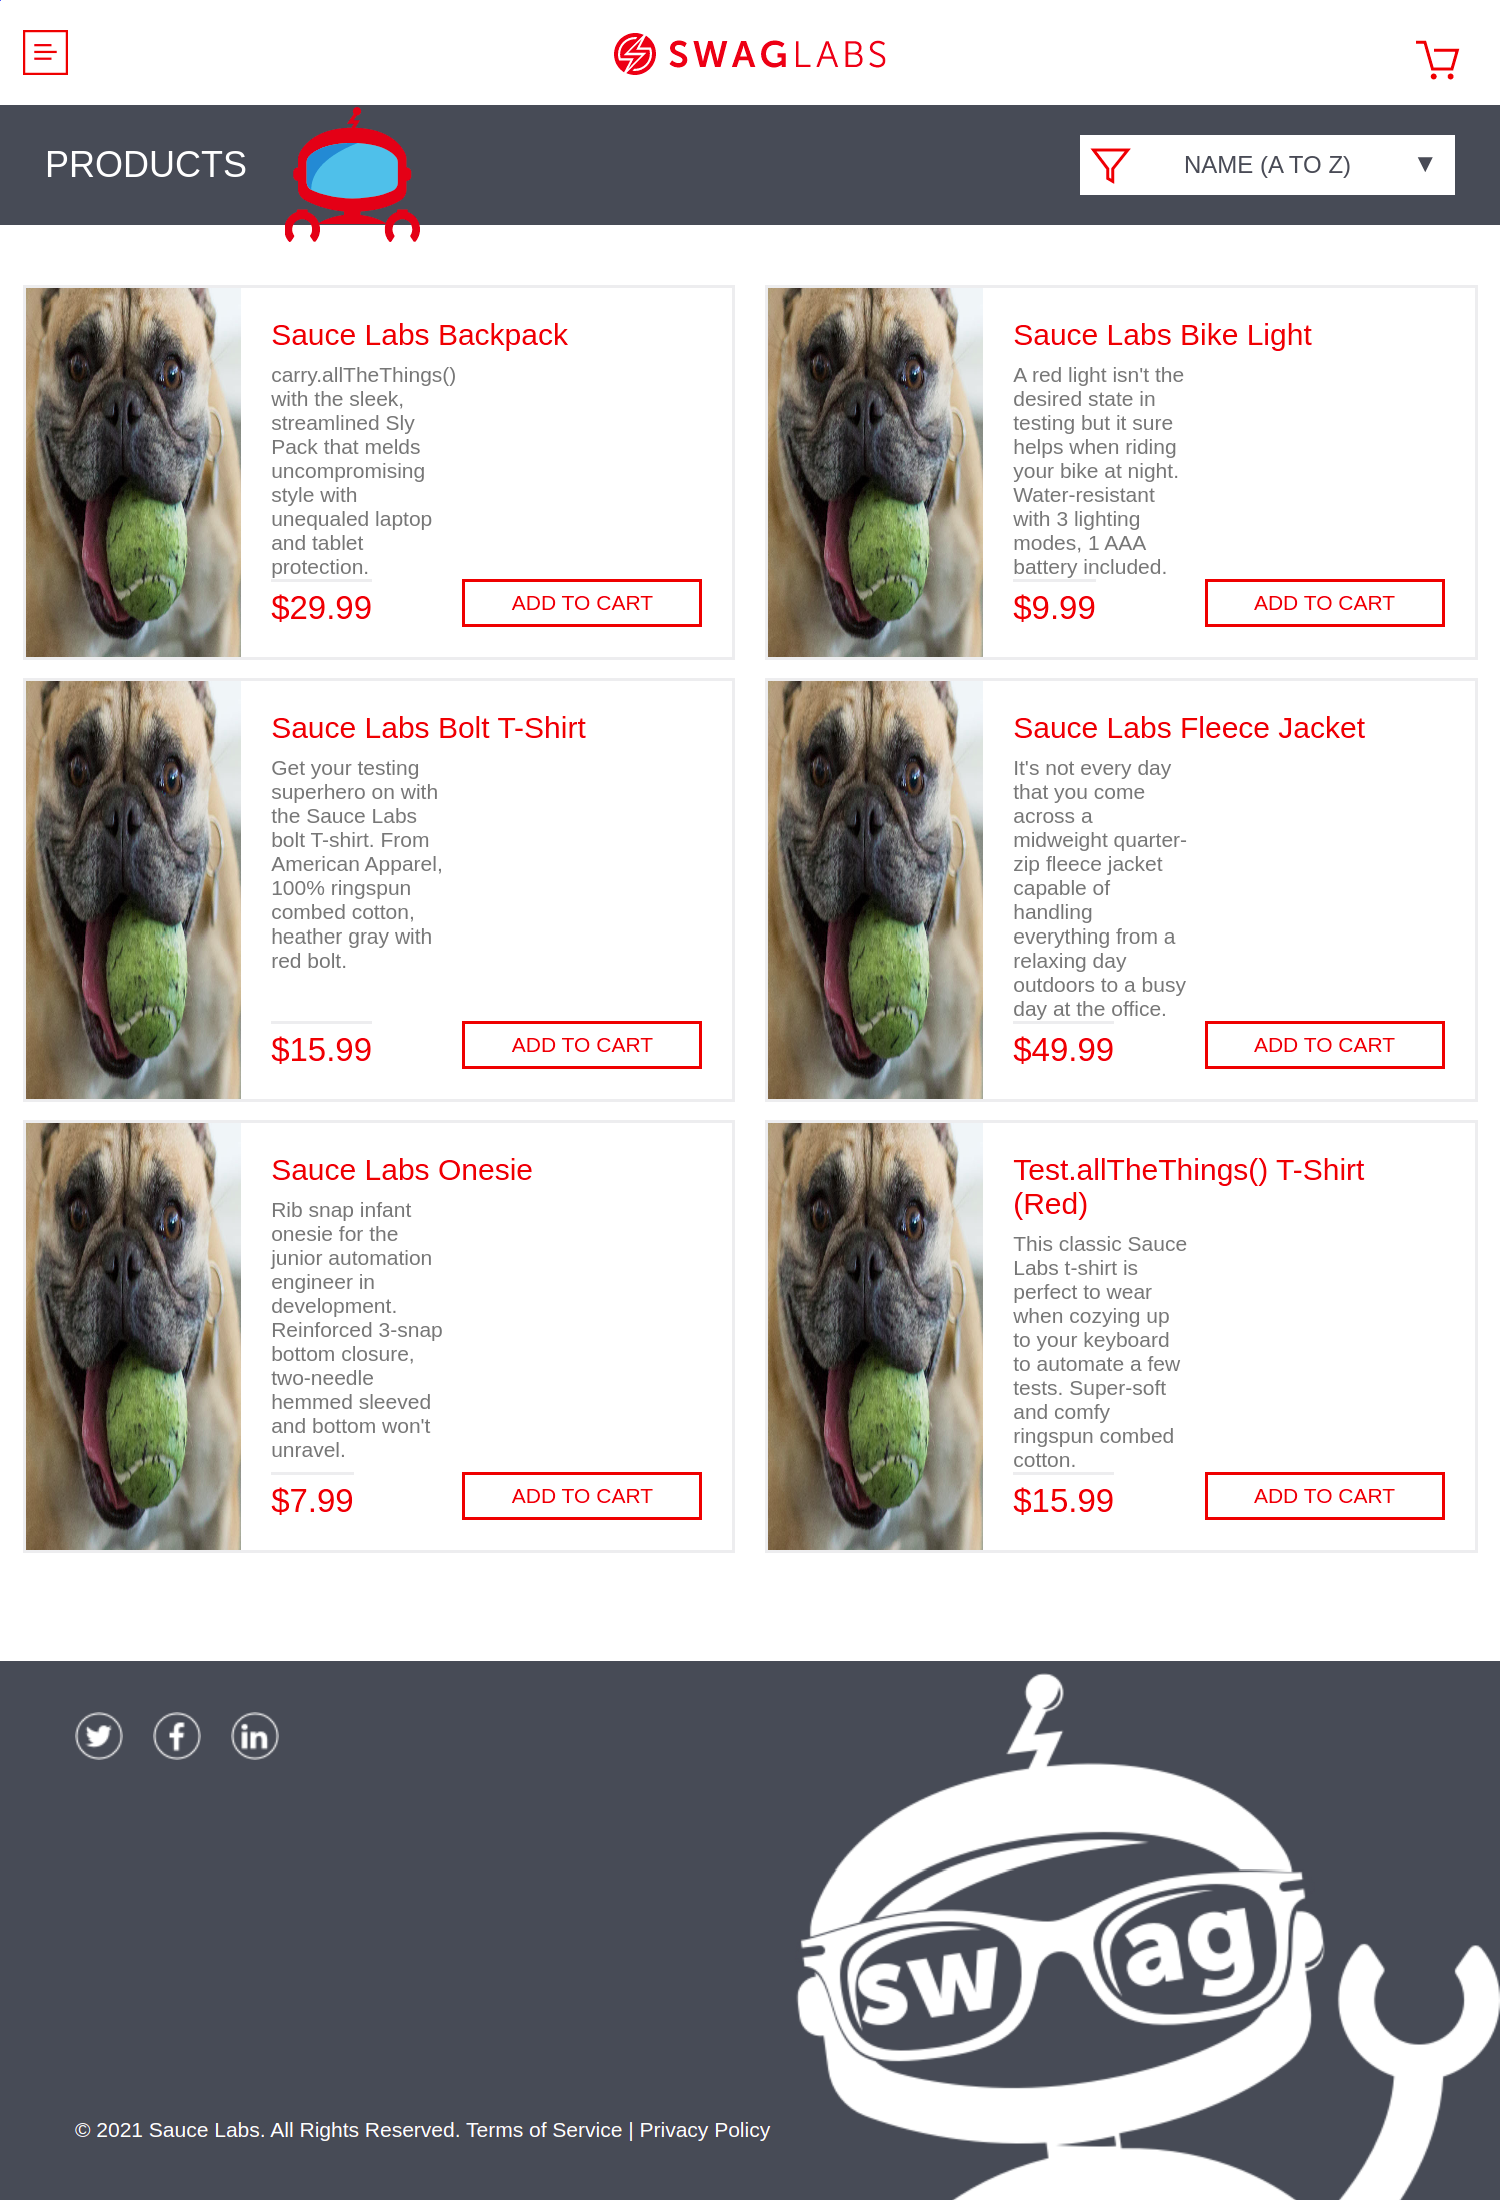 SWAGLABS
PRODUCTS
NAME (A TO Z)
Sauce Labs Backpack
carry.allTheThings()
with the sleek,
streamlined Sly
Pack that melds
uncompromising
style with
unequaled laptop
and tablet
protection.
$29.99
ADD TO CART
Sauce Labs Bike Light
A red light isn't the
desired state in
testing but it sure
helps when riding
your bike at night.
Water-resistant
with 3 lighting
modes, 1 AAA
battery included.
$9.99
ADD TO CART
Sauce Labs Bolt T-Shirt
Get your testing
superhero on with
the Sauce Labs
bolt T-shirt. From
American Apparel,
100% ringspun
combed cotton,
heather gray with
red bolt.
$15.99
ADD TO CART
Sauce Labs Fleece Jacket
It's not every day
that you come
across a
midweight quarter-
zip fleece jacket
capable of
handling
everything from a
relaxing day
outdoors to a busy
day at the office.
$49.99
ADD TO CART
Sauce Labs Onesie
Rib snap infant
onesie for the
junior automation
engineer in
development.
Reinforced 3-snap
bottom closure,
two-needle
hemmed sleeved
and bottom won't
unravel.
$7.99
ADD TO CART
Test.allTheThings() T-Shirt
(Red)
This classic Sauce
Labs t-shirt is
perfect to wear
when cozying up
to your keyboard
to automate a few
tests. Super-soft
and comfy
ringspun combed
cotton.
$15.99
ADD TO CART
sw ag
© 2021 Sauce Labs. All Rights Reserved. Terms of Service | Privacy Policy